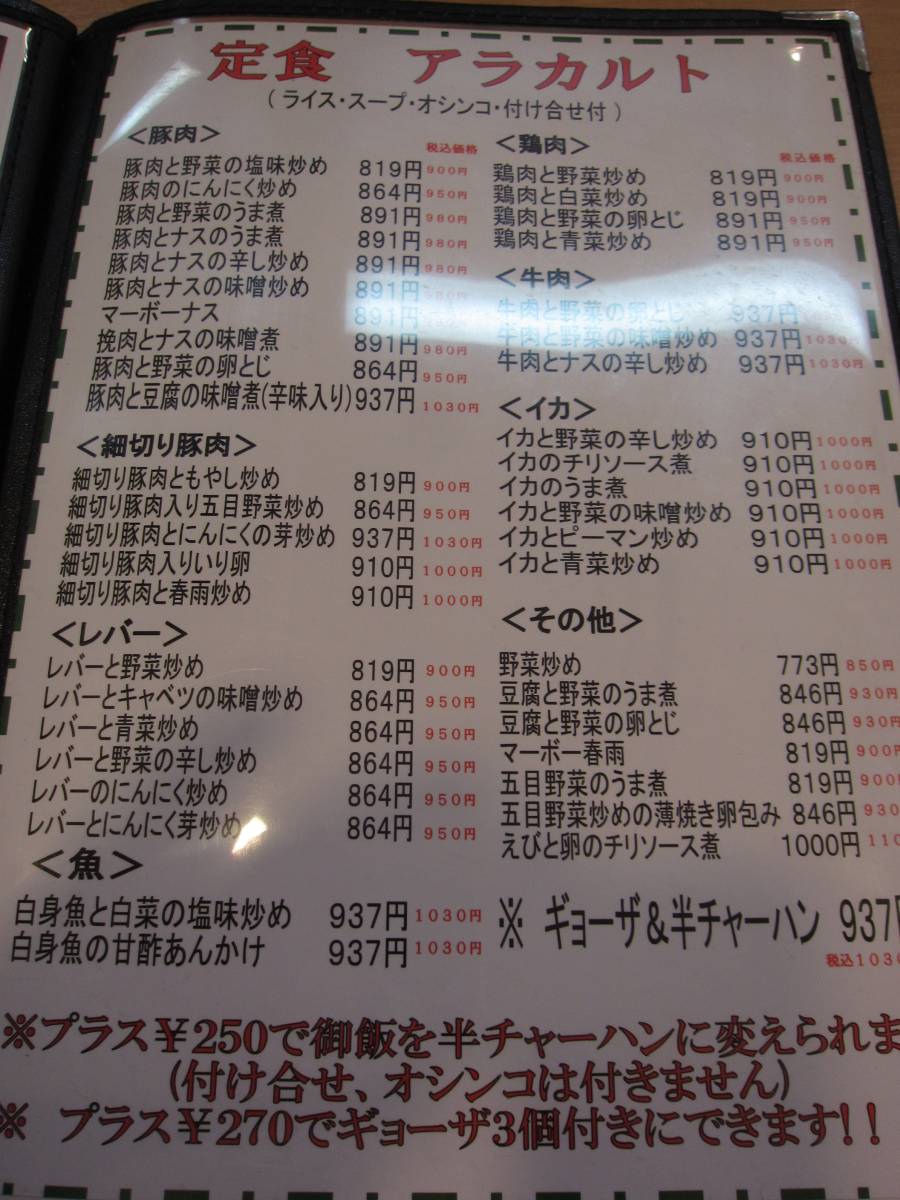 定食 アラカルト
(ライス・スープ・オシンコ・付け合せ付)
<豚肉>
税込価格
豚肉と野菜の塩味炒め 819円 900円
豚肉のにんにく炒め 864円 950円
豚肉と野菜のうま煮 891円 980円
豚肉とナスのうま煮 891円 980円
豚肉とナスの辛し炒め 891円 980円
豚肉とナスの味噌炒め 891円 980円
マーボーナス 891円
挽肉とナスの味噌煮 891円 980円
豚肉と野菜の卵とじ 864円 950円
豚肉と豆腐の味噌煮(辛味入り) 937円 1030円
<細切り豚肉>
細切り豚肉ともやし炒め 819円 900円
細切り豚肉入り五目野菜炒め 864円 950円
細切り豚肉とにんにくの芽炒め 937円 1030円
細切り豚肉入りいり卵 910円 1000円
細切り豚肉と春雨炒め 910円 1000円
<レバー>
レバーと野菜炒め 819円 900円
レバーとキャベツの味噌炒め 864円 950円
レバーと青菜炒め 864円 950円
レバーと野菜の辛し炒め 864円 950円
レバーのにんにく炒め 864円 950円
レバーとにんにく芽炒め 864円 950円
<魚>
白身魚と白菜の塩味炒め 937円 1030円
白身魚の甘酢あんかけ 937円 1030円
<鶏肉>
税込価格
鶏肉と野菜炒め 819円 900円
鶏肉と白菜炒め 819円 900円
鶏肉と野菜の卵とじ 891円 950円
鶏肉と青菜炒め 891円 950円
<牛肉>
牛肉と野菜の卵とじ 937円
牛肉と野菜の味噌炒め 937円 1030円
牛肉とナスの辛し炒め 937円 1030円
<イカ>
イカと野菜の辛し炒め 910円 1000円
イカのチリソース煮 910円 1000円
イカのうま煮 910円 1000円
イカと野菜の味噌炒め 910円 1000円
イカとピーマン炒め 910円 1000円
イカと青菜炒め 910円 1000円
<その他>
野菜炒め 773円 850円
豆腐と野菜のうま煮 846円 930円
豆腐と野菜の卵とじ 846円 930円
マーボー春雨 819円 900円
五目野菜のうま煮 819円 900円
五目野菜炒めの薄焼き卵包み 846円 930
えびと卵のチリソース煮 1000円 110
※ ギョーザ&半チャーハン 937円
税込1030
※プラス¥250で御飯を半チャーハンに変えられま
(付け合せ、オシンコは付きません)
※ プラス¥270でギョーザ3個付きにできます!!